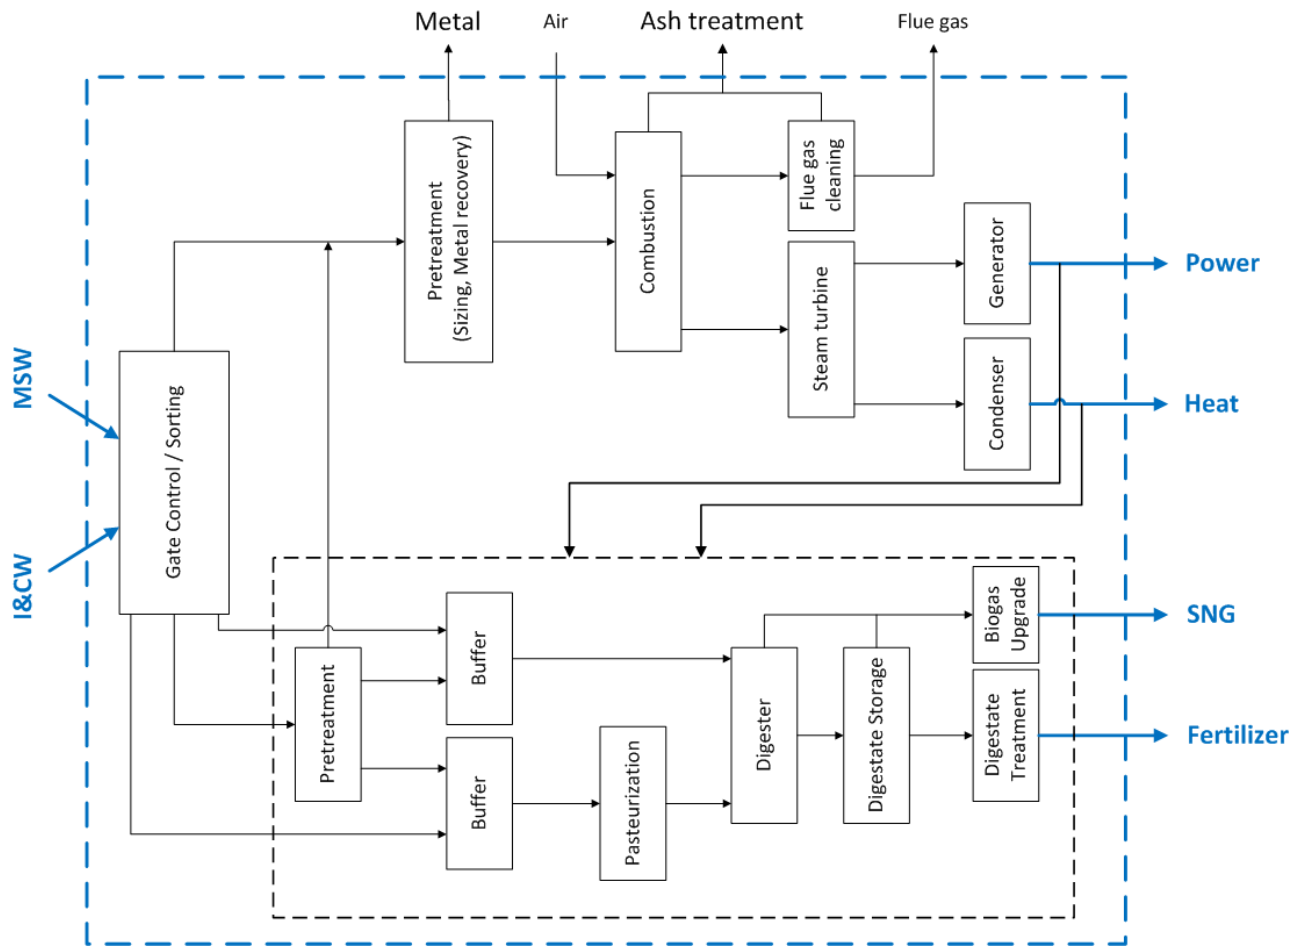 Metal
Air
Ash treatment
Flue gas
Pretreatment
(Sizing, Metal recovery)
Combustion
Flue gas
cleaning
Steam turbine
Generator
Condenser
Power
Heat
MSW
I&CW
Gate Control / Sorting
Pretreatment
Buffer
Buffer
Pasteurization
Digester
Digestate Storage
Biogas
Upgrade
Digestate
Treatment
SNG
Fertilizer